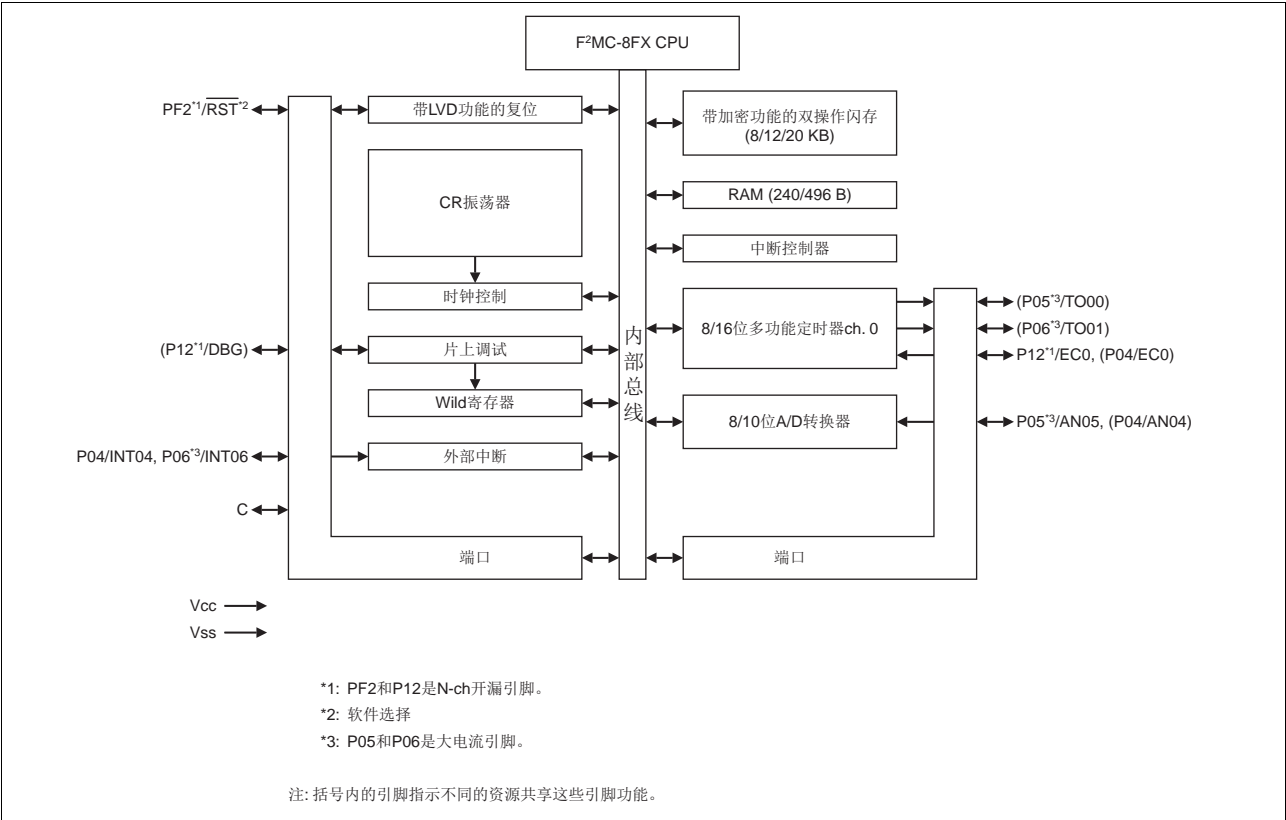 F²MC-8FX CPU
PF2*1/RST*2
带LVD功能的复位
带加密功能的双操作闪存
(8/12/20 KB)
CR振荡器
RAM (240/496 B)
中断控制器
时钟控制
8/16位多功能定时器ch. 0
(P05*3/TO00)
(P06*3/TO01)
P12*1/EC0, (P04/EC0)
内部总线
(P12*1/DBG)
片上调试
Wild寄存器
8/10位A/D转换器
P05*3/AN05, (P04/AN04)
P04/INT04, P06*3/INT06
外部中断
C
端口
端口
Vcc
Vss
*1: PF2和P12是N-ch开漏引脚。
*2: 软件选择
*3: P05和P06是大电流引脚。
注: 括号内的引脚指示不同的资源共享这些引脚功能。